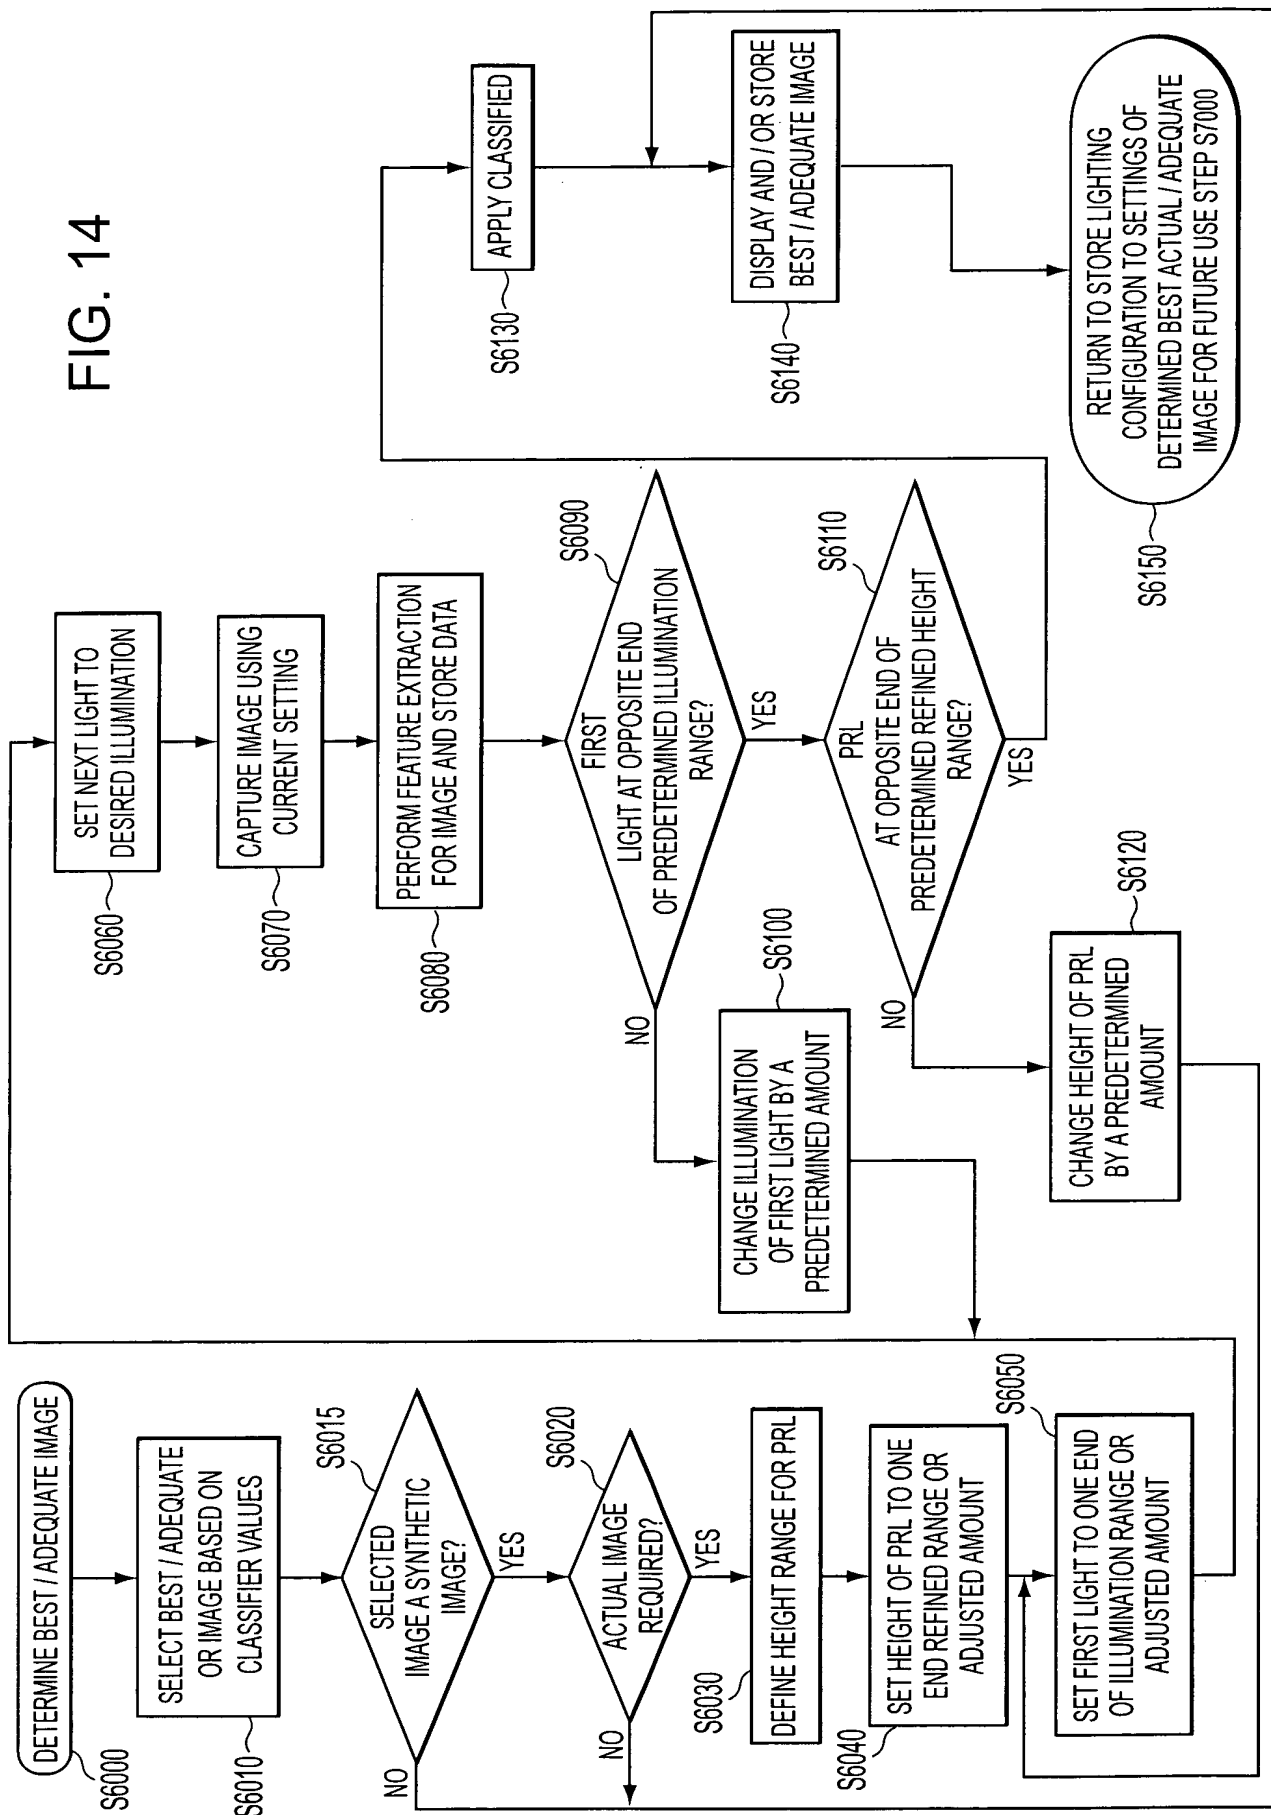 FIG. 14
DETERMINE BEST / ADEQUATE IMAGE
S6000
SELECT BEST / ADEQUATE
OR IMAGE BASED ON
CLASSIFIER VALUES
S6010
SELECTED
IMAGE A SYNTHETIC
IMAGE?
S6015
NO
YES
ACTUAL IMAGE
REQUIRED?
S6020
NO
YES
DEFINE HEIGHT RANGE FOR PRL
S6030
SET HEIGHT OF PRL TO ONE
END REFINED RANGE OR
ADJUSTED AMOUNT
S6040
SET FIRST LIGHT TO ONE END
OF ILLUMINATION RANGE OR
ADJUSTED AMOUNT
S6050
SET NEXT LIGHT TO
DESIRED ILLUMINATION
S6060
CAPTURE IMAGE USING
CURRENT SETTING
S6070
PERFORM FEATURE EXTRACTION
FOR IMAGE AND STORE DATA
S6080
FIRST
LIGHT AT OPPOSITE END
OF PREDETERMINED ILLUMINATION
RANGE?
S6090
NO
YES
CHANGE ILLUMINATION
OF FIRST LIGHT BY A
PREDETERMINED AMOUNT
S6100
PRL
AT OPPOSITE END OF
PREDETERMINED REFINED HEIGHT
RANGE?
S6110
NO
YES
CHANGE HEIGHT OF PRL
BY A PREDETERMINED
AMOUNT
S6120
APPLY CLASSIFIED
S6130
DISPLAY AND / OR STORE
BEST / ADEQUATE IMAGE
S6140
RETURN TO STORE LIGHTING
CONFIGURATION TO SETTINGS OF
DETERMINED BEST ACTUAL / ADEQUATE
IMAGE FOR FUTURE USE STEP S7000
S6150